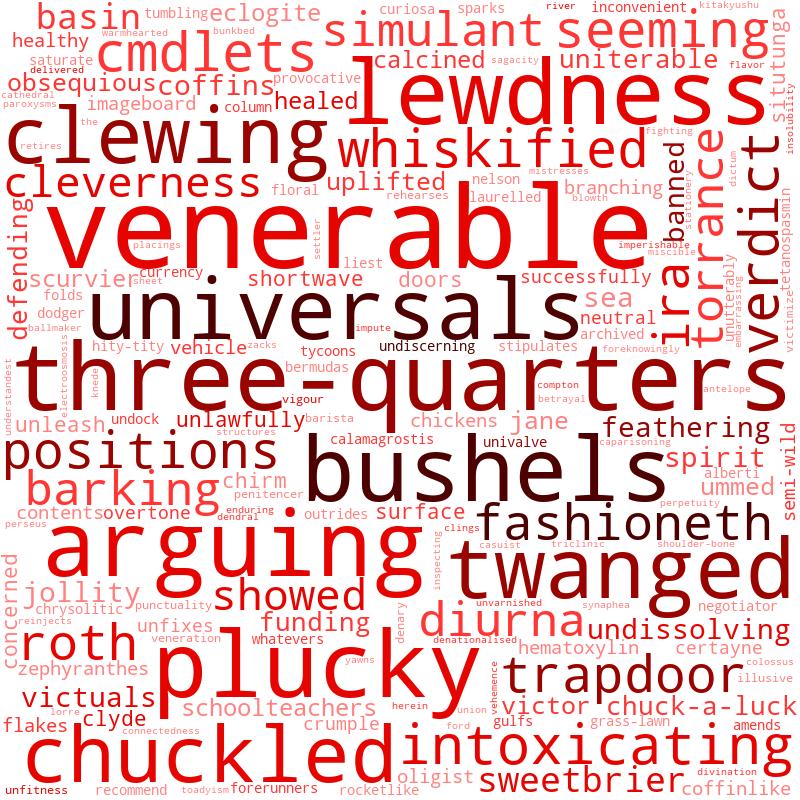 basin
tumbling
eclogite
curiosa
sparks
river
inconvenient
kitakyushu
warmhearted
bunkbed
simulant
seeming
healthy
cmdlets
saturate
delivered
calcined
sagacity
uniterable
flavor
situtunga
obsequious
coffins
provocative
lewdness
cathedral
paroxysms
imageboard
column
healed
insolubility
clewing
the
retires
whiskified
fighting
banned
torrance
dictum
verdict
stationery
cleverness
floral
uplifted
nelson
mistresses
rehearses
laurelled
branching
blowth
defending
venerable
placings
settler
imperishable
miscible
unutterably
tetanospasmin
scurvier
sheet
currency
liest
shortwave
doors
successfully
ira
folds
universals
sea
dodger
neutral
embarrassing
victimize
ballmaker
impute
archived
hity-tity
vehicle
zacks
tycoons
undiscerning
stipulates
foreknowingly
understandest
electroosmosis
knedel
three-quarters
bermudas
compton
antelope
vigour
betrayal
unleash
undock
unlawfully
barista
chickens
jane
feathering
structures
calamagrostis
univalve
caparisoning
semi-wild
positions
bushels
spirit
barking
chirm
alberti
ummed
penitencer
contents
overtone
enduring
dendral
outrides
surface
perpetuity
fashioneth
perseus
arguing
clings
inspecting
casuist
triclinic
shoulder-bone
twanged
concerned
jollity
chrysolitic
punctuality
showed
denary
unvarnished
synaphea
negotiator
reinjects
unfixes
funding
diurna
undissolving
roth
veneration
whatevers
denationalised
hematoxylin
certayne
zephyranthes
plucky
yawns
vehemence
trapdoor
colossus
illusive
victuals
schoolteachers
herein
union
victor
chuck-a-luck
lorre
clyde
flakes
connectedness
crumple
ford
gulfs
grass-lawn
amends
chuckled
intoxicating
oligist
divination
sweetbrier
coffinlike
unfitness
recommend
toadyism
forerunners
rocketlike